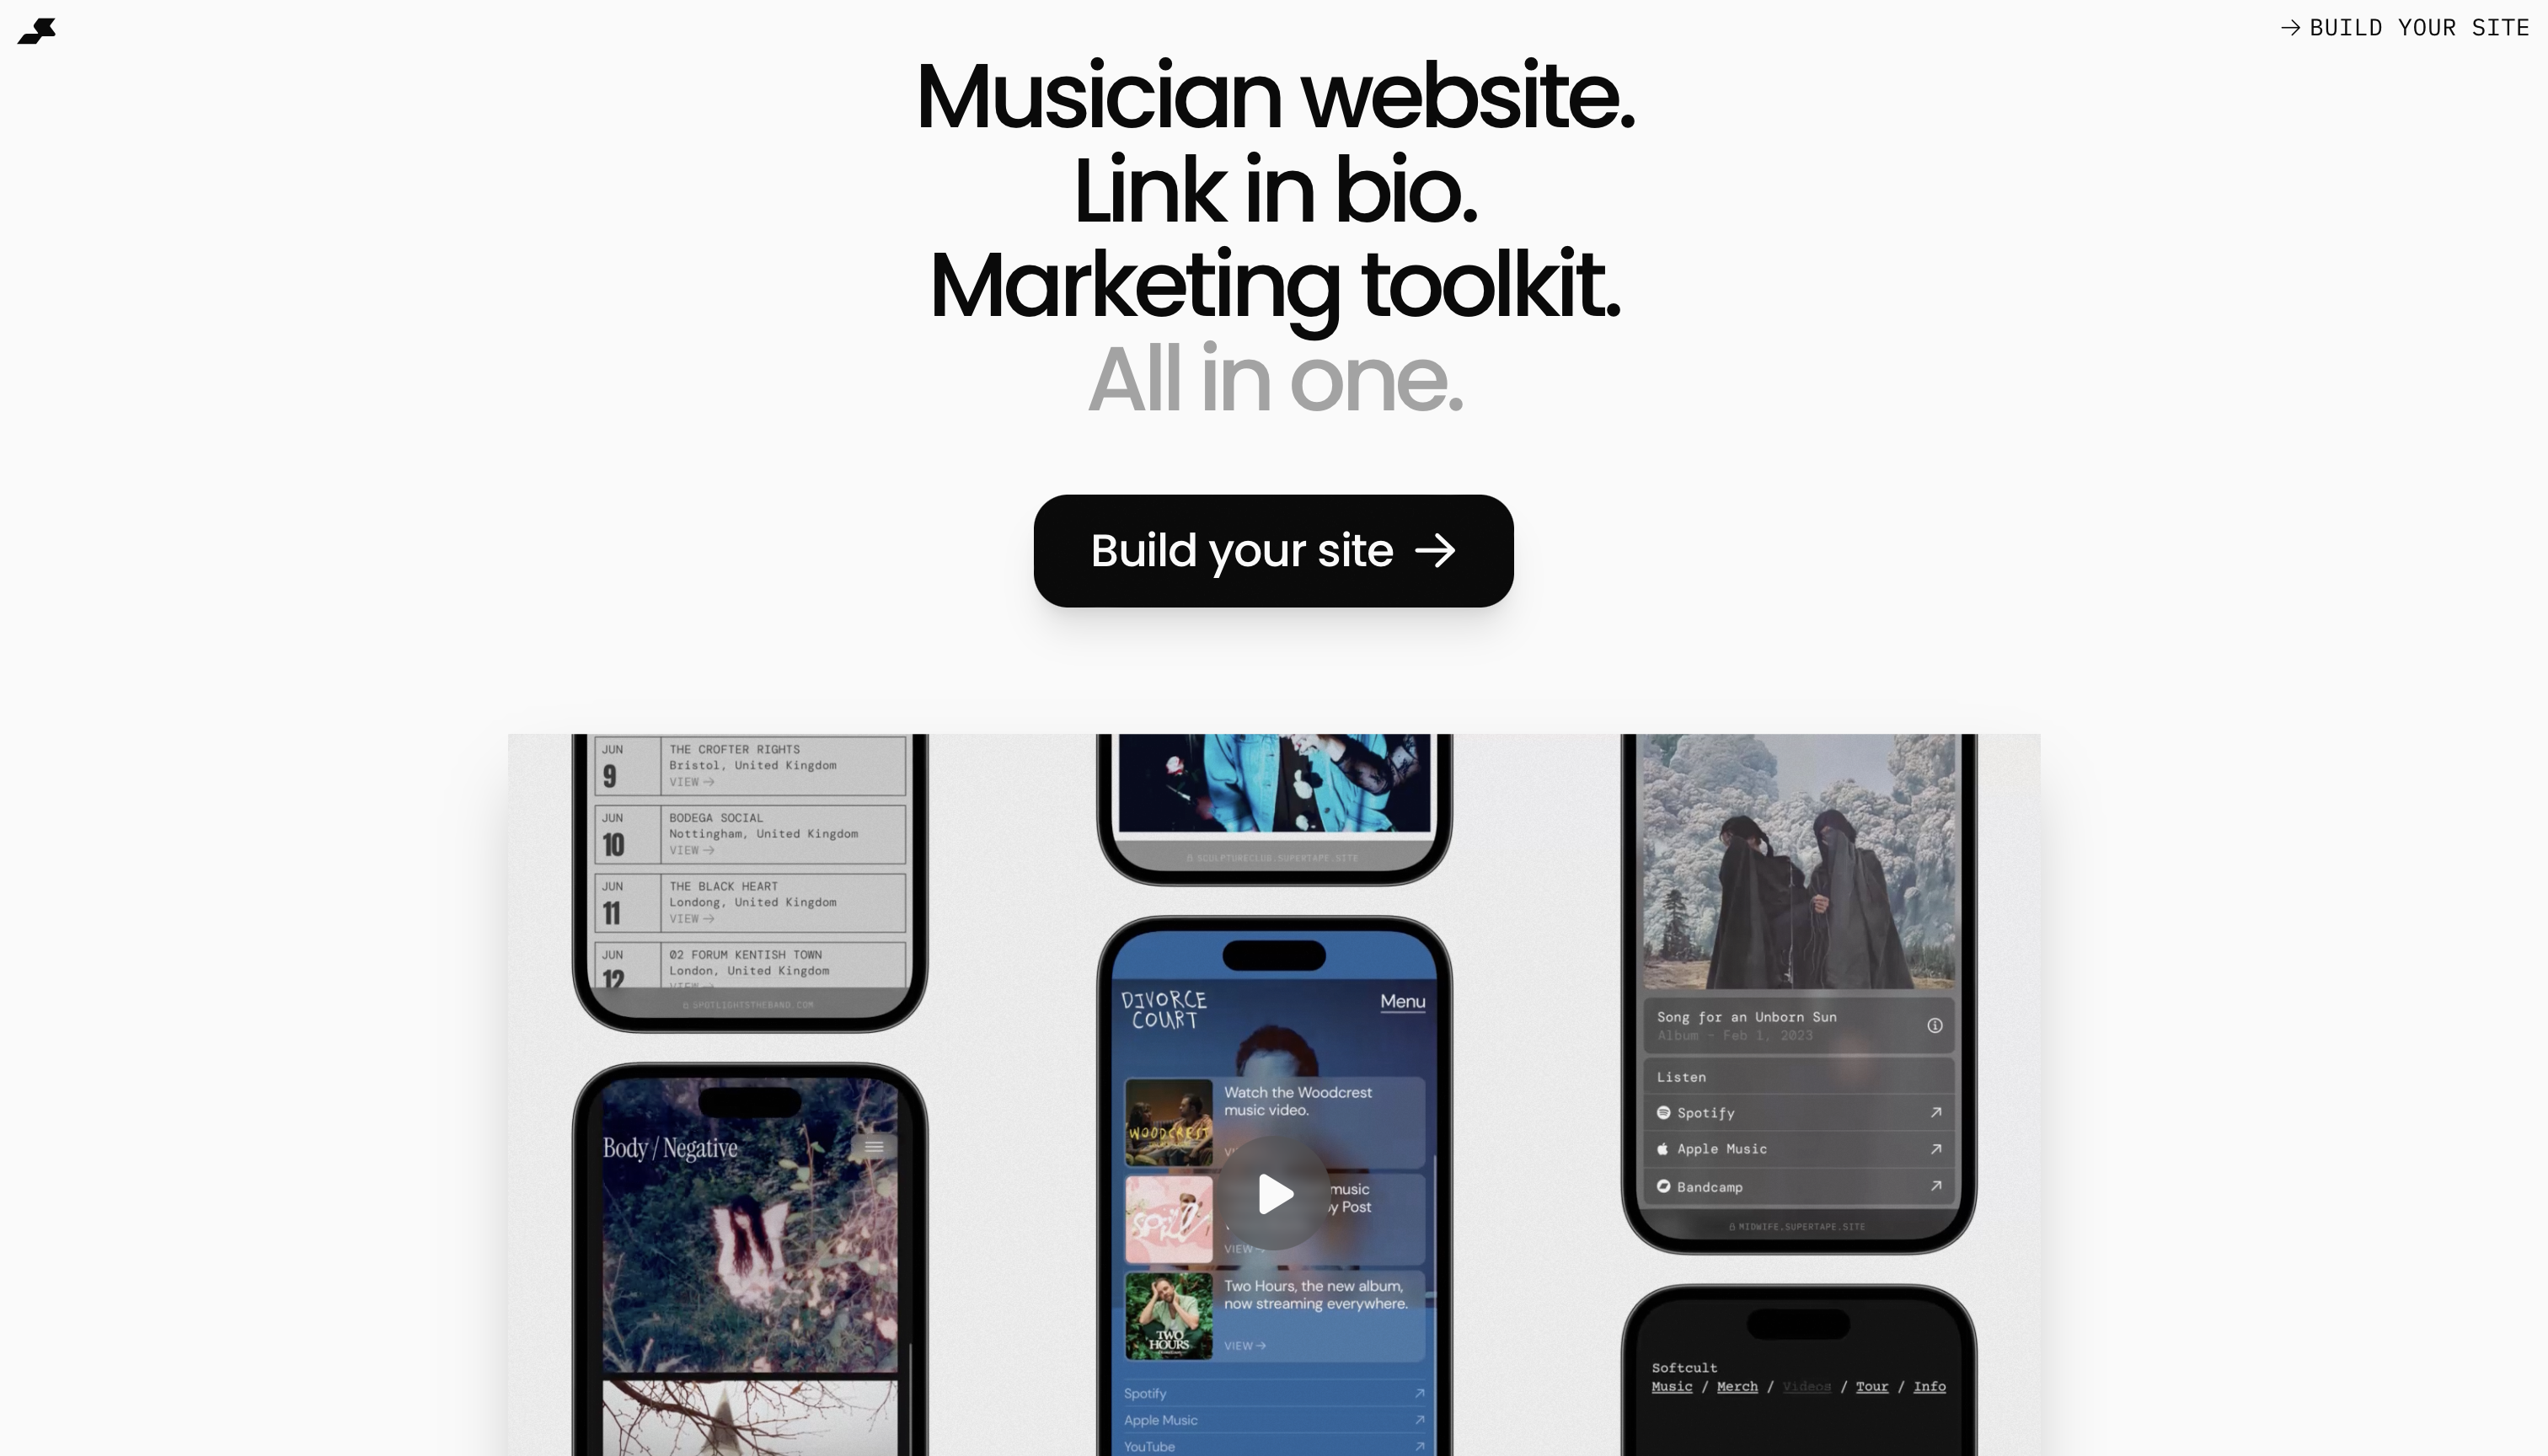 → BUILD YOUR SITE
Musician website.
Link in bio.
Marketing toolkit.
All in one.
Build your site →
JUN
9
THE CROFTER RIGHTS
Bristol, United Kingdom
VIEW →
JUN
10
BODEGA SOCIAL
Nottingham, United Kingdom
VIEW →
JUN
11
THE BLACK HEART
Londong, United Kingdom
VIEW →
JUN
12
02 FORUM KENTISH TOWN
London, United Kingdom
VIEW →
SPOTLIGHTSTHEBAND.COM
Body / Negative
SCULPTURECLUB.SUPERTAPE.SITE
DIVORCE
COURT
Menu
WOODCREST
Watch the Woodcrest
music video.
Spill
music
by Post
VIEW →
TWO
HOURS
Two Hours, the new album,
now streaming everywhere.
VIEW →
Spotify
Apple Music
YouTube
Song for an Unborn Sun
Album – Feb 1, 2023
Listen
Spotify
Apple Music
Bandcamp
MIDWIFE.SUPERTAPE.SITE
Softcult
Music / Merch / Videos / Tour / Info